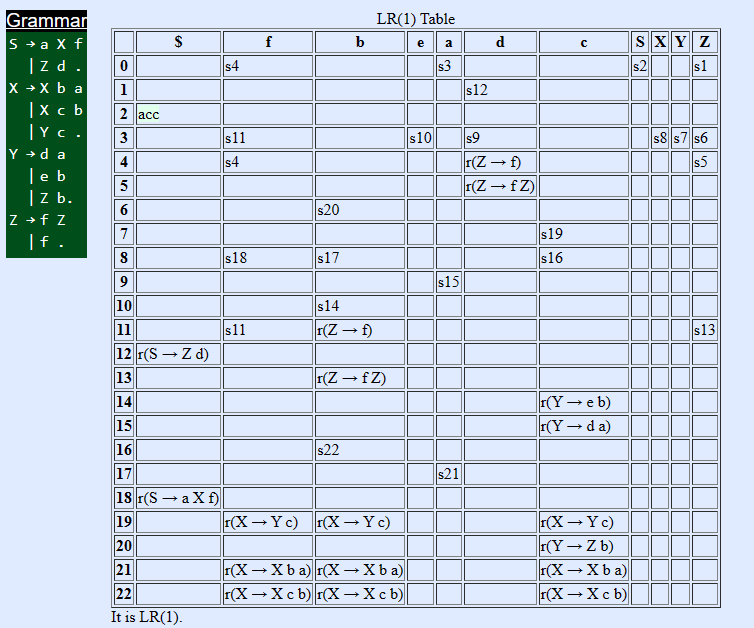 Grammar
S → a X f
| Z d .
X → X b a
| X c b
| Y c .
Y → d a
| e b
| Z b.
Z → f Z
| f .
LR(1) Table
$ f b e a d c S X Y Z
0 s4 s3 s2 s1
1 s12
2 acc
3 s11 s10 s9 s8 s7 s6
4 s4 r(Z → f) s5
5 r(Z → f Z)
6 s20
7 s19
8 s18 s17 s16
9 s15
10 s14
11 s11 r(Z → f) s13
12 r(S → Z d)
13 r(Z → f Z)
14 r(Y → e b)
15 r(Y → d a)
16 s22
17 s21
18 r(S → a X f)
19 r(X → Y c) r(X → Y c) r(X → Y c)
20 r(Y → Z b)
21 r(X → X b a) r(X → X b a) r(X → X b a)
22 r(X → X c b) r(X → X c b) r(X → X c b)
It is LR(1).